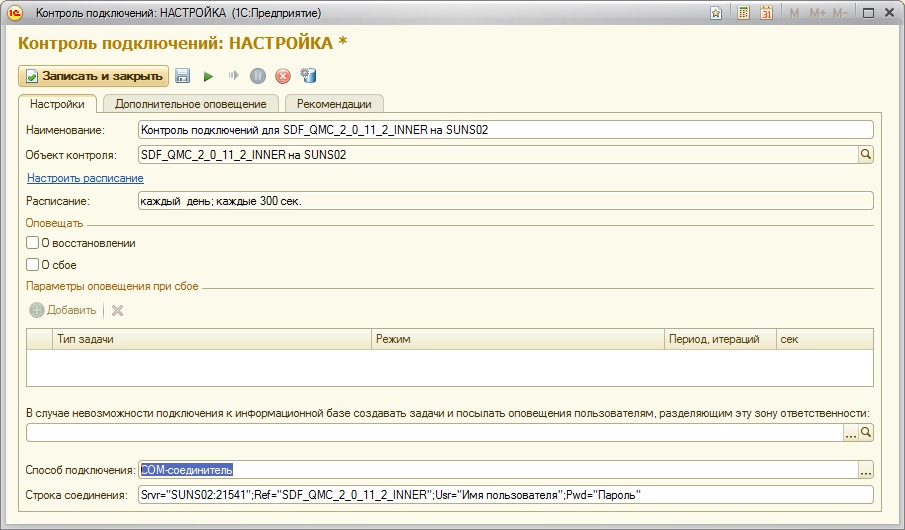 Контроль подключений: НАСТРОЙКА (1С:Предприятие)
M M+ M-
Контроль подключений: НАСТРОЙКА *
Записать и закрыть
Настройки Дополнительное оповещение Рекомендации
Наименование: Контроль подключений для SDF_QMC_2_0_11_2_INNER на SUNS02
Объект контроля: SDF_QMC_2_0_11_2_INNER на SUNS02
Настроить расписание
Расписание: каждый день; каждые 300 сек.
Оповещать
О восстановлении
О сбое
Параметры оповещения при сбое
Добавить
Тип задачи Режим Период, итераций сек
В случае невозможности подключения к информационной базе создавать задачи и посылать оповещения пользователям, разделяющим эту зону ответственности:
...
Способ подключения: COM-соединитель ...
Строка соединения: Srvr="SUNS02:21541";Ref="SDF_QMC_2_0_11_2_INNER";Usr="Имя пользователя";Pwd="Пароль"